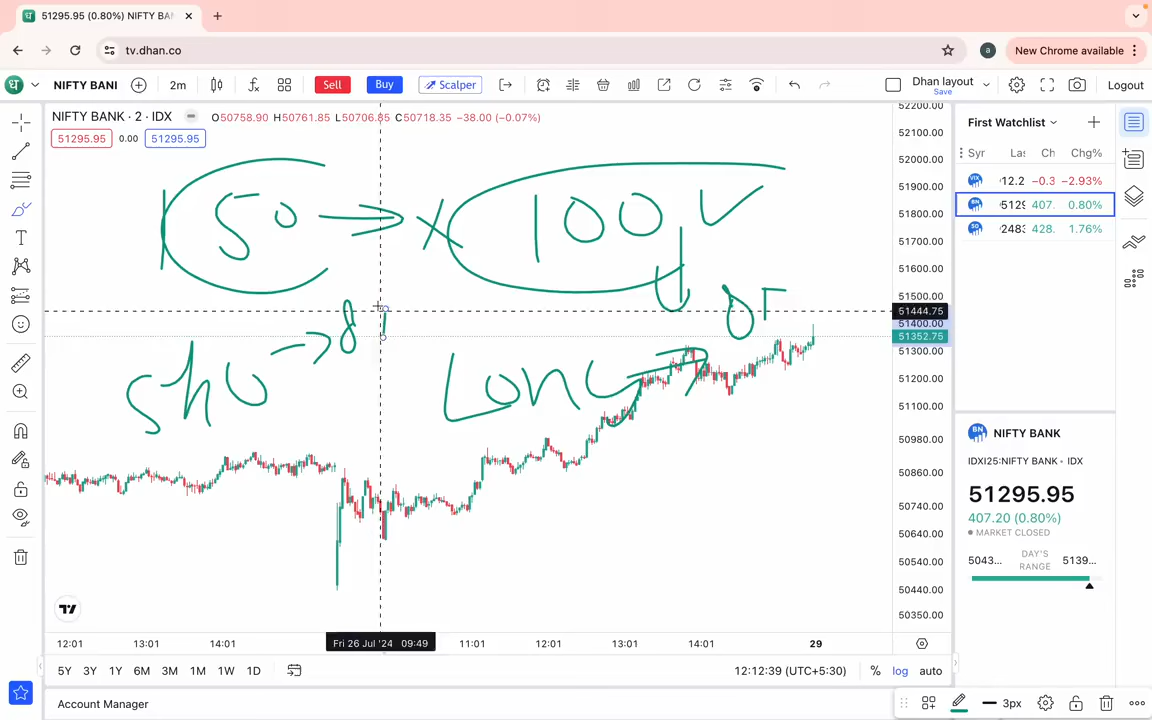 51295.95 (0.80%) NIFTY BAN
tv.dhan.co
a
New Chrome available
NIFTY BANI
2m
Sell
Buy
Scalper
Dhan layout
Save
Logout
NIFTY BANK · 2 · IDX
O50758.90 H50761.85 L50706.85 C50718.35 −38.00 (−0.07%)
51295.95
0.00
51295.95
50
100
Sho
Long
52200.00
52100.00
52000.00
51900.00
51800.00
51700.00
51600.00
51500.00
51444.75
51400.00
51352.75
51300.00
51200.00
51100.00
50980.00
50860.00
50740.00
50640.00
50540.00
50440.00
50350.00
First Watchlist
Syr Las Ch Chg%
12.2 −0.3 −2.93%
5129 407. 0.80%
2483 428. 1.76%
NIFTY BANK
IDXI25:NIFTY BANK • IDX
51295.95
407.20 (0.80%)
MARKET CLOSED
5043... DAY'S RANGE 5139...
12:01 13:01 14:01 Fri 26 Jul '24 09:49 11:01 12:01 13:01 14:01 29
5Y 3Y 1Y 6M 3M 1M 1W 1D
12:12:39 (UTC+5:30)
% log auto
Account Manager
3px